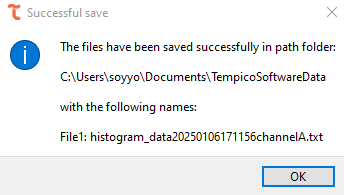 Successful save
The files have been saved successfully in path folder:
C:\Users\soyyo\Documents\TempicoSoftwareData
with the following names:
File1: histogram_data20250106171156channelA.txt
OK